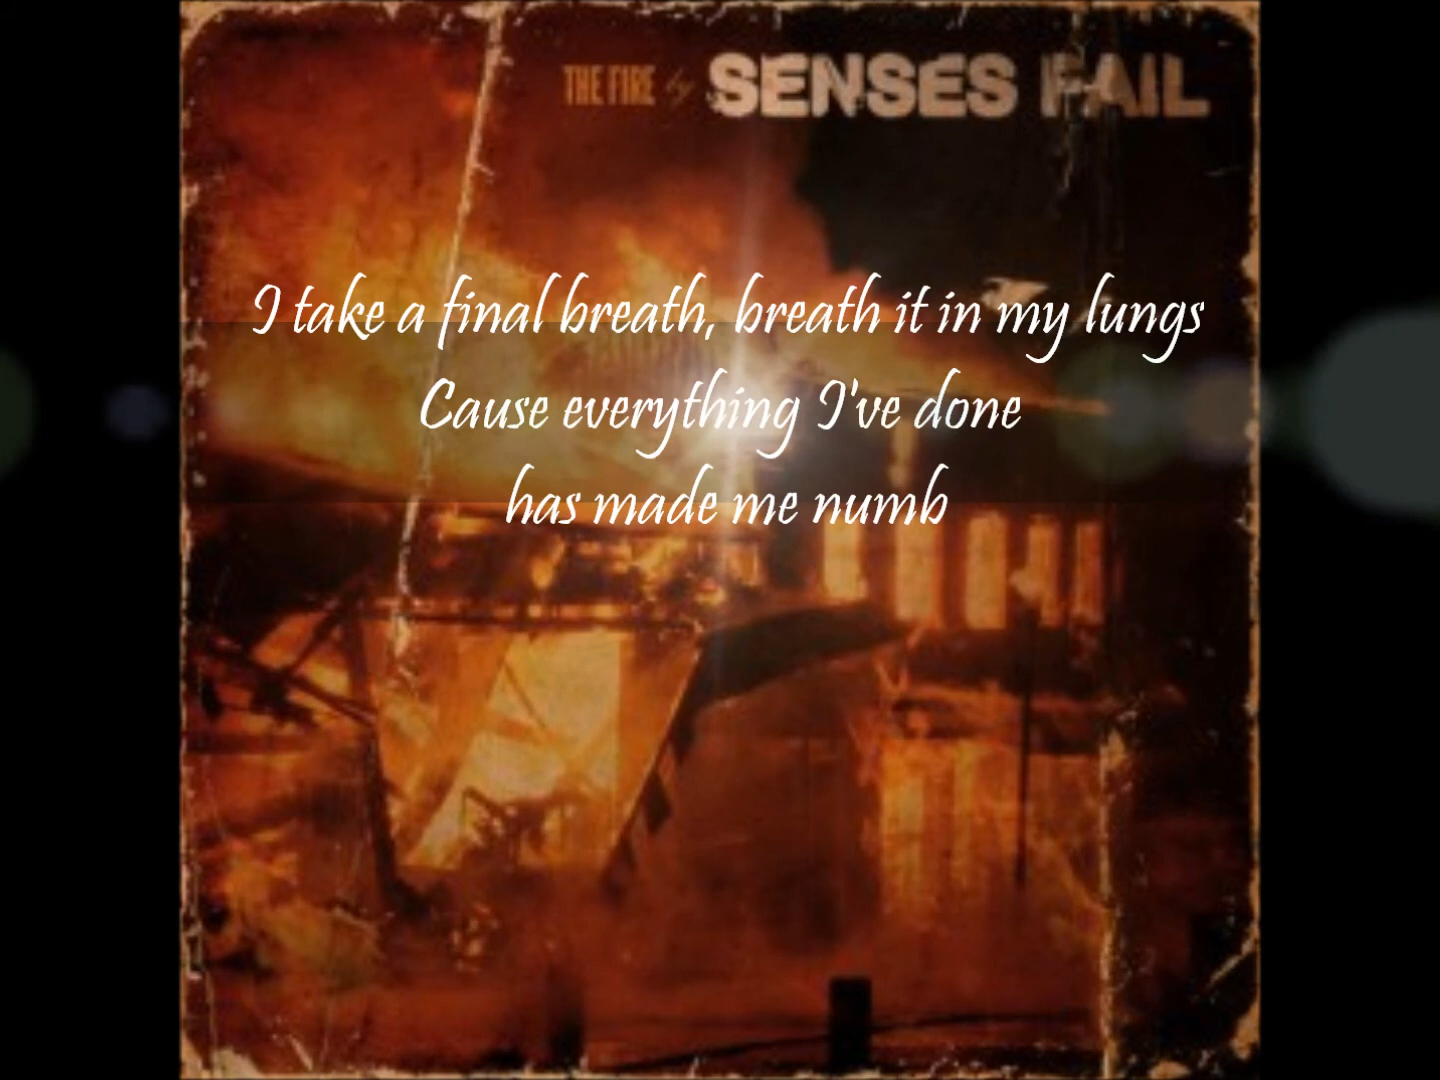 THE FIRE by SENSES FAIL
I take a final breath, breath it in my lungs
Cause everything I've done
has made me numb